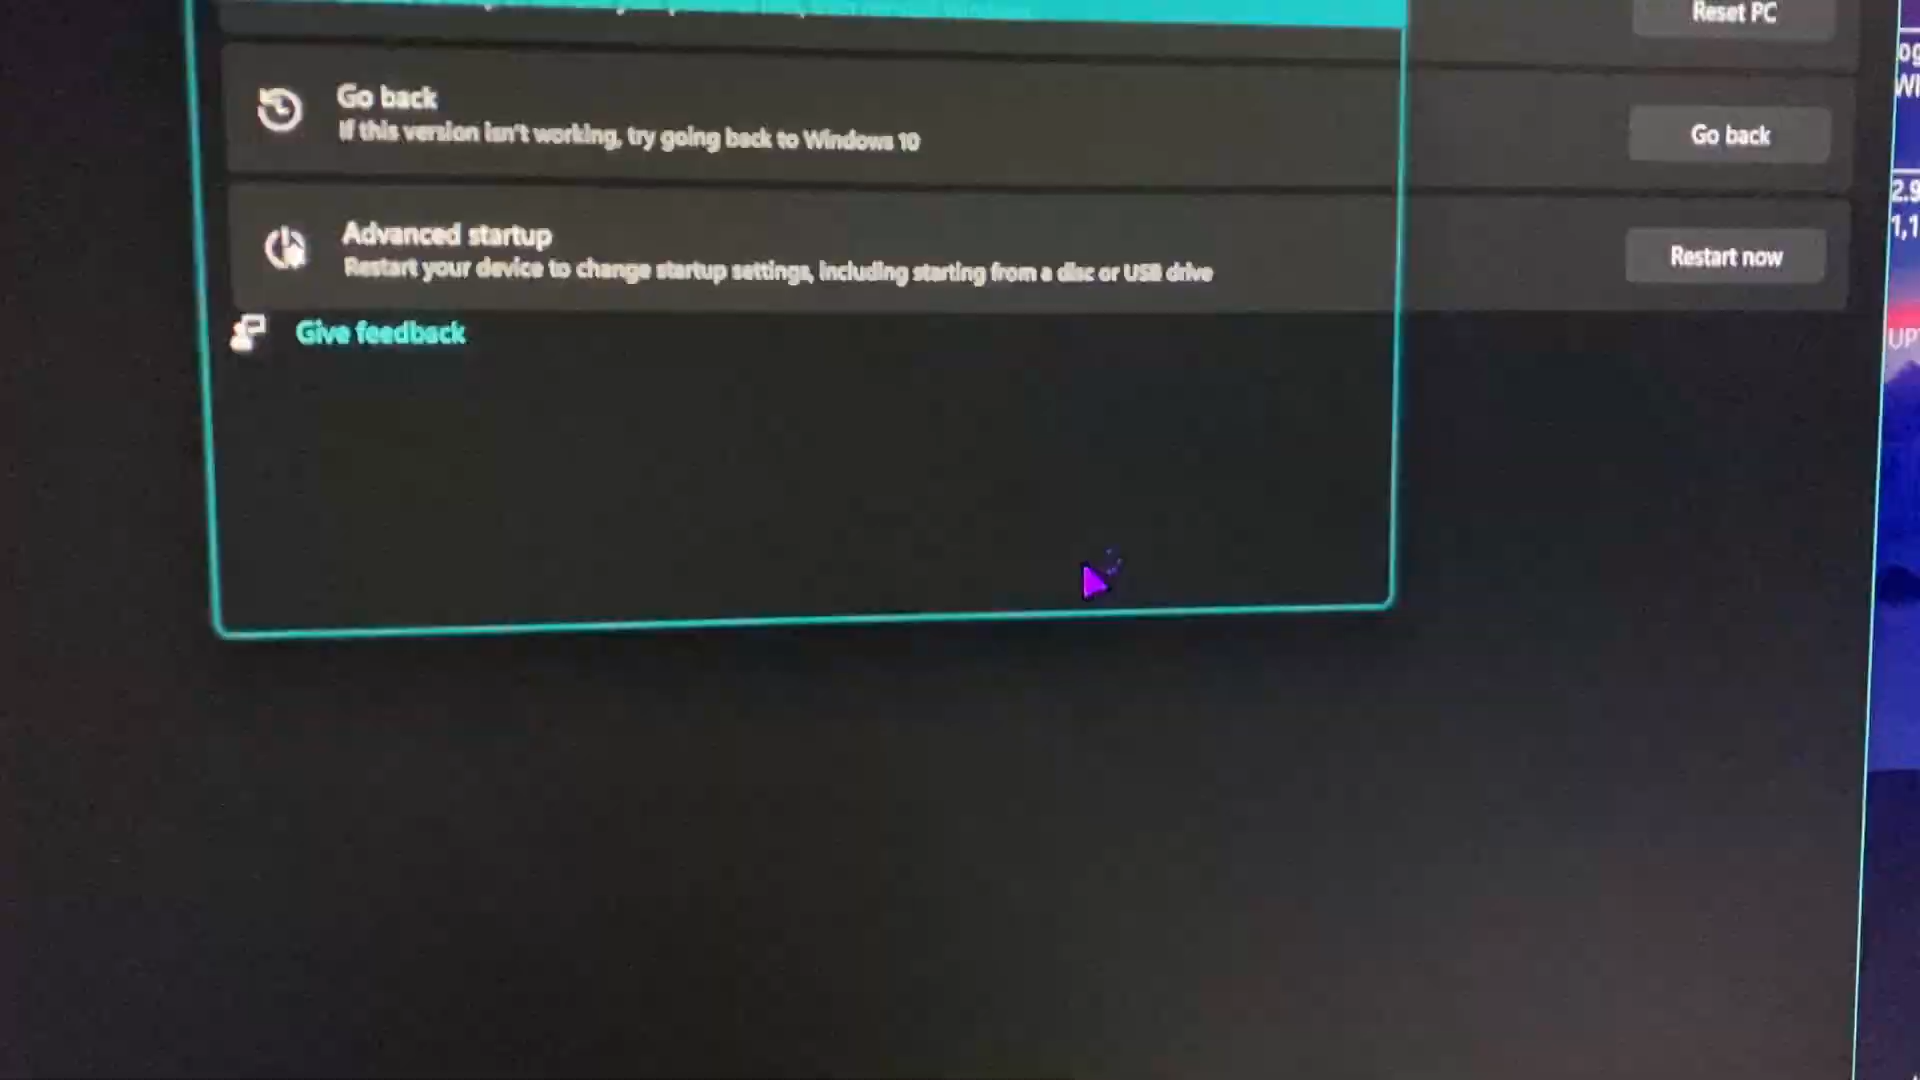 Reset PC
Go back
If this version isn't working, try going back to Windows 10
Go back
Advanced startup
Restart your device to change startup settings, including starting from a disc or USB drive
Restart now
Give feedback